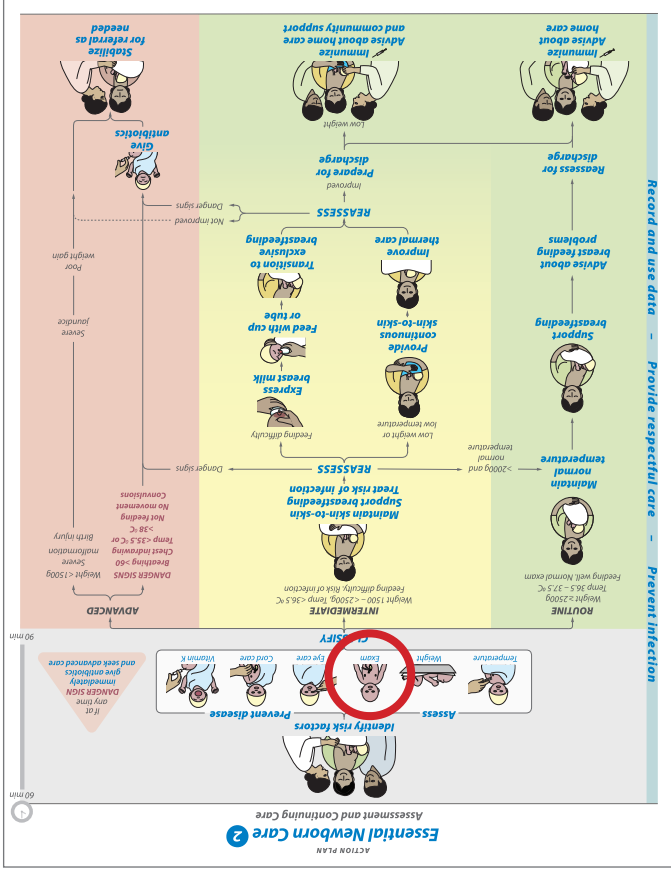 ACTION PLAN
Essential Newborn Care 2
Assessmment and Continuing Care
60 min
Identify risk factors
Assess
Prevent disease
Temperature
Weight
Exam
Eye care
Cord care
Vitamin K
If at
any time
DANGER SIGN
immediately
give antibiotics
and seek advanced care
90 min
CLASSIFY
ROUTINE
Weight ≥2500g
Temp 36.5 – 37.5 ºC
Feeding well, Normal exam
INTERMEDIATE
Weight 1500 – <2500g, Temp <36.5ºC
Feeding difficulty, Risk of infection
ADVANCED
DANGER SIGNS
Breathing >60
Chest indrawing
Temp <35.5 ºC or
>38 ºC
Not feeding
No movement
Convulsions
Weight <1500g
Severe
malformation
Birth injury
Maintain
normal
temperature
Maintain skin-to-skin
Support breastfeeding
Treat risk of infection
>2000g and
normal
temperature
REASSESS
Danger signs
Low weight or
low temperature
Feeding difficulty
Support
breastfeeding
Provide
continuous
skin-to-skin
Express
breast milk
Feed with cup
or tube
Severe
jaundice
Advise about
breast feeding
problems
Improve
thermal care
Transition to
exclusive
breastfeeding
Poor
weight gain
REASSESS
Not improved
Danger signs
Improved
Reassess for
discharge
Prepare for
discharge
Low weight
Give
antibiotics
Immunize
Advise about
home care
Immunize
Advise about home care
and community support
Stabilize
for referral as
needed
Record and use data – Provide respectful care – Prevent infection